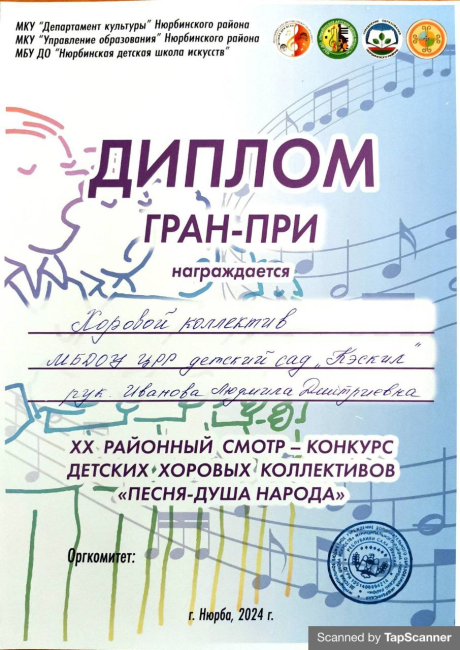 МКУ "Департамент культуры" Нюрбинского района
МКУ "Управление образования" Нюрбинского района
МБУ ДО "Нюрбинская детская школа искусств"
ДИПЛОМ
ГРАН-ПРИ
награждается
Хоровой коллектив
МБДОУ ЦРР детский сад „Кэскил"
рук. Иванова Людмила Дмитриевна
XX РАЙОННЫЙ СМОТР – КОНКУРС
ДЕТСКИХ ХОРОВЫХ КОЛЛЕКТИВОВ
«ПЕСНЯ-ДУША НАРОДА»
Оргкомитет:
г. Нюрба, 2024 г.
Scanned by TapScanner